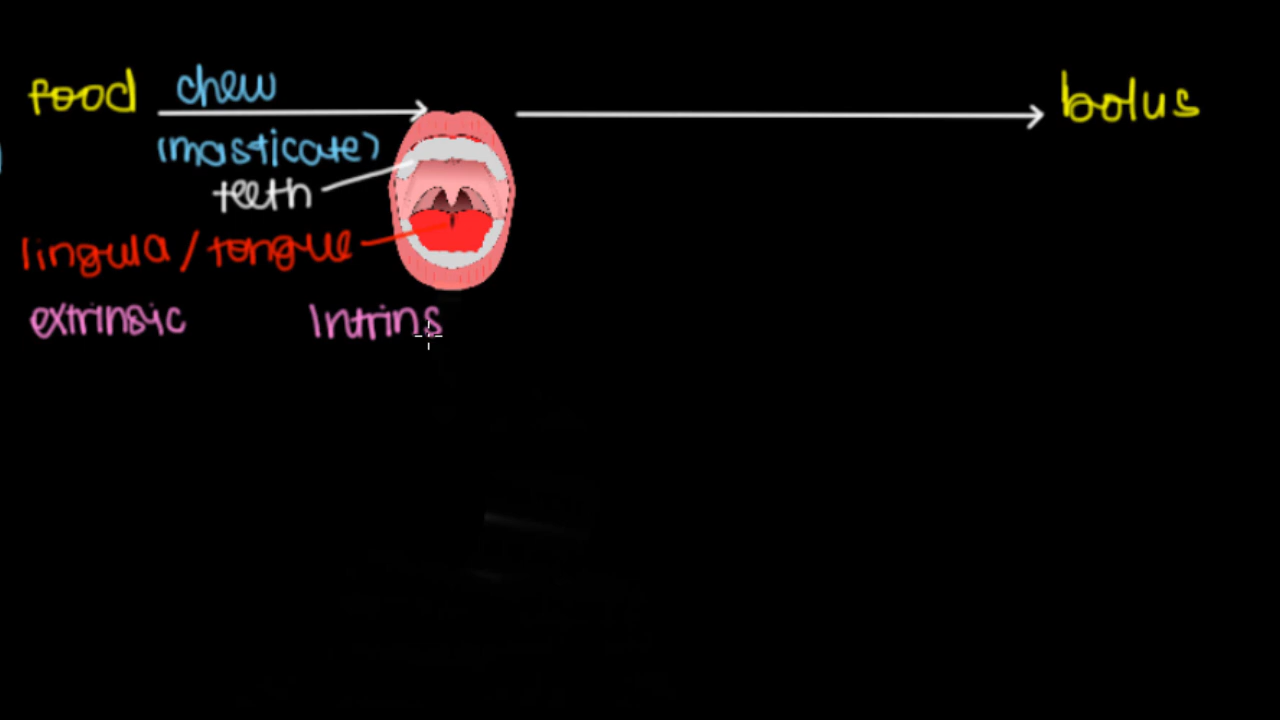 food chew bolus
(masticate)
teeth
lingula/tongue
extrinsic Intrins